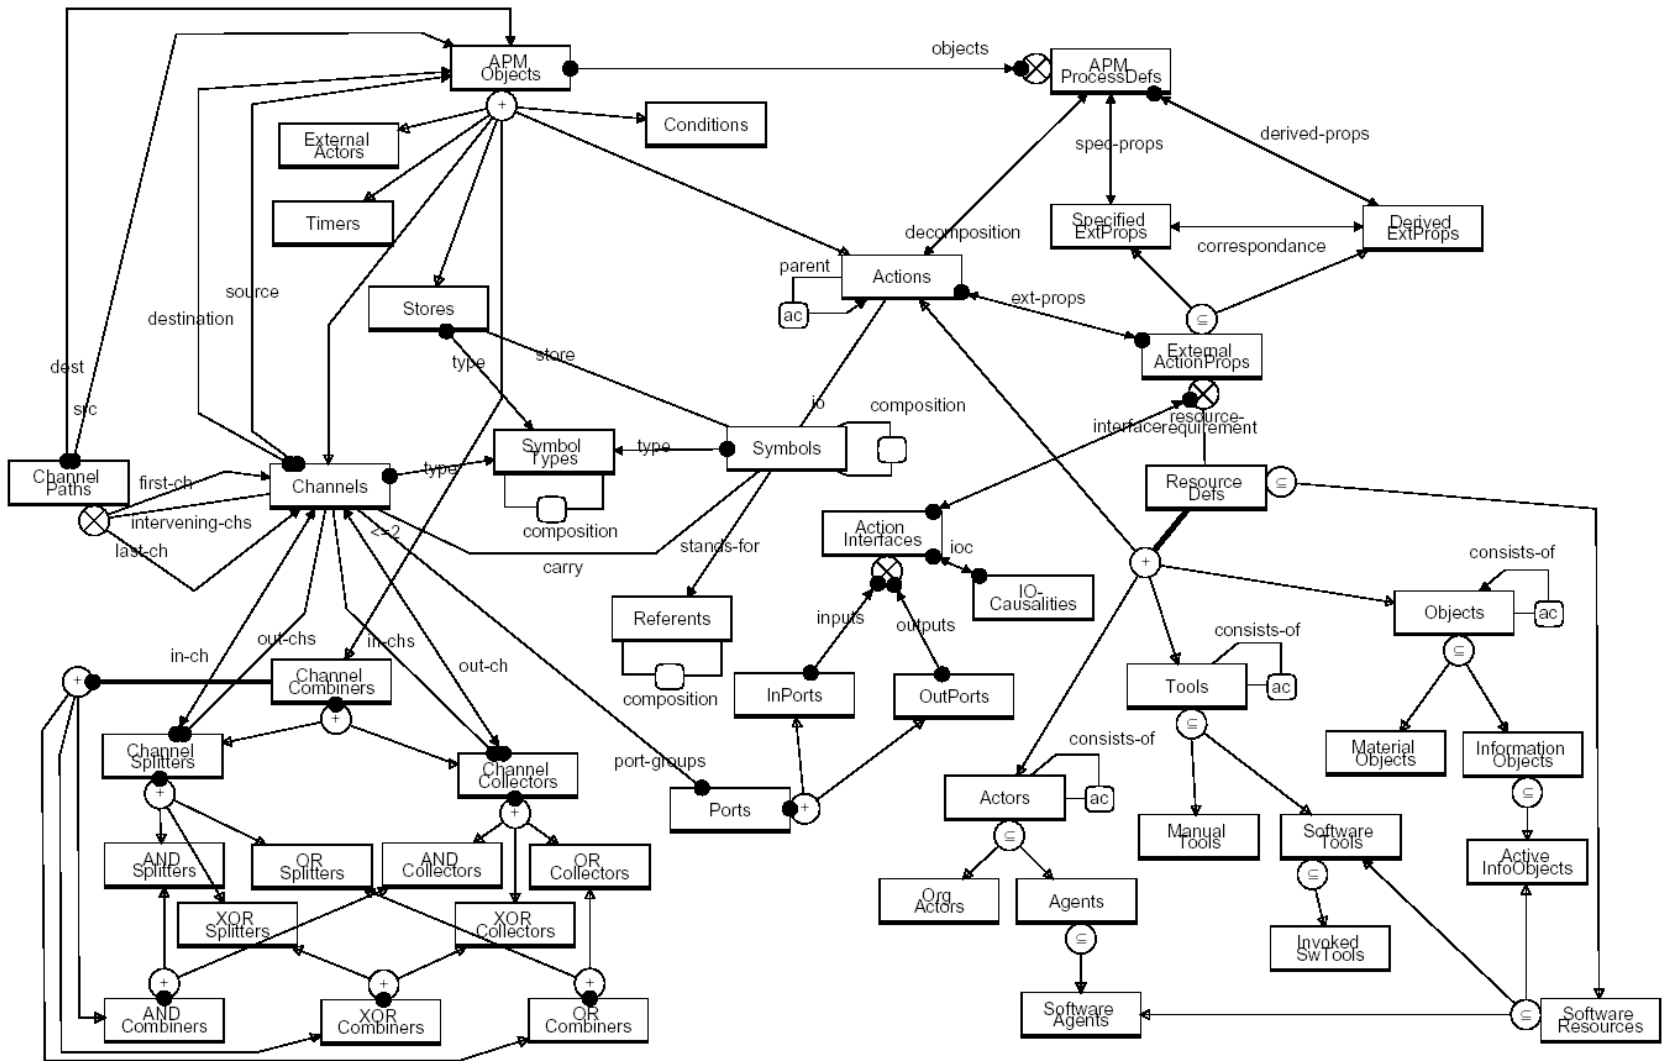 APM
Objects
objects
APM
ProcessDefs
+
External
Actors
Conditions
derived-props
spec-props
Timers
Specified
ExtProps
Derived
ExtProps
correspondance
decomposition
parent
Actions
ac
ext-props
⊆
source
destination
Stores
External
ActionProps
dest
src
type
store
io
composition
resource-
requirement
interface
Symbol
Types
type
Symbols
Channel
Paths
first-ch
Channels
type
Resource
Defs
⊆
intervening-chs
last-ch
<=2
composition
carry
stands-for
Action
Interfaces
ioc
IO-
Causalities
+
consists-of
Objects
ac
Referents
inputs
outputs
in-ch
out-chs
in-chs
out-ch
composition
consists-of
⊆
+
Channel
Combiners
+
InPorts
OutPorts
Tools
ac
⊆
Material
Objects
Information
Objects
Channel
Splitters
Channel
Collectors
port-groups
consists-of
Ports
+
Actors
ac
⊆
+
+
Manual
Tools
Software
Tools
⊆
AND
Splitters
OR
Splitters
AND
Collectors
OR
Collectors
Active
InfoObjects
⊆
Org
Actors
Agents
XOR
Splitters
XOR
Collectors
⊆
Invoked
SwTools
+
+
+
AND
Combiners
XOR
Combiners
OR
Combiners
Software
Agents
⊆
Software
Resources